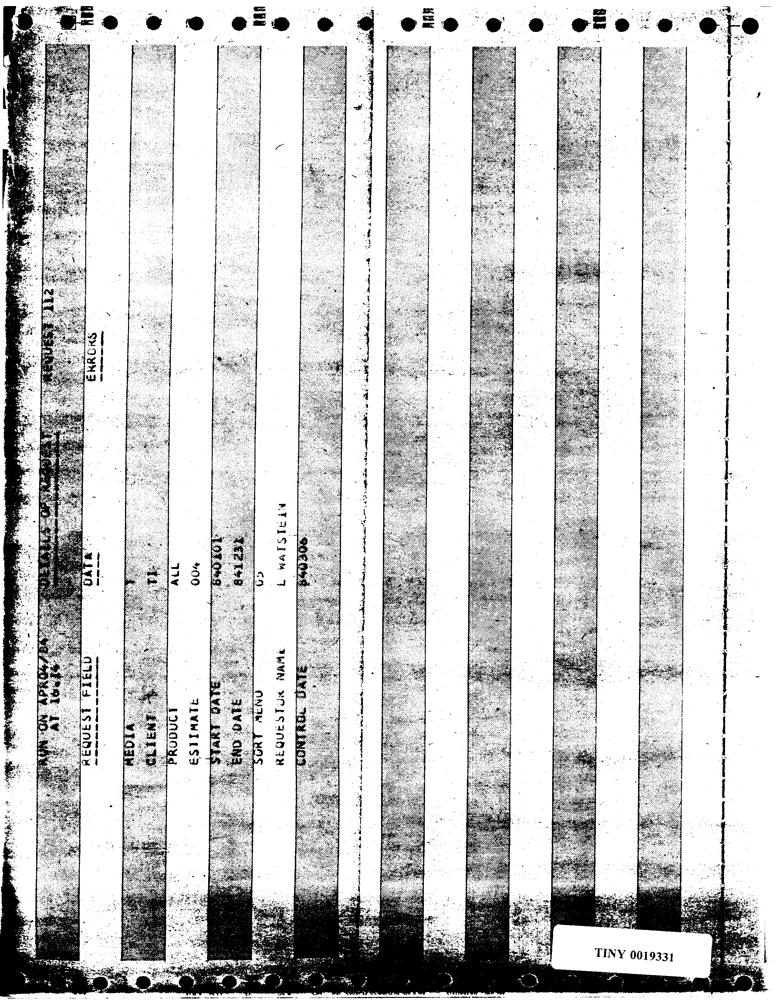 RUN ON APR04/84 DETAILS OF REQUEST REQUEST 112
AT 16.14
REQUEST FIELD DATA ERRORS
MEDIA T
CLIENT TI
PRODUCT ALL
ESTIMATE 004
START DATE 840101
END DATE 841231
SORT MENU 05
REQUESTOR NAME L WATSTEIN
CONTROL DATE 840306
TINY 0019331